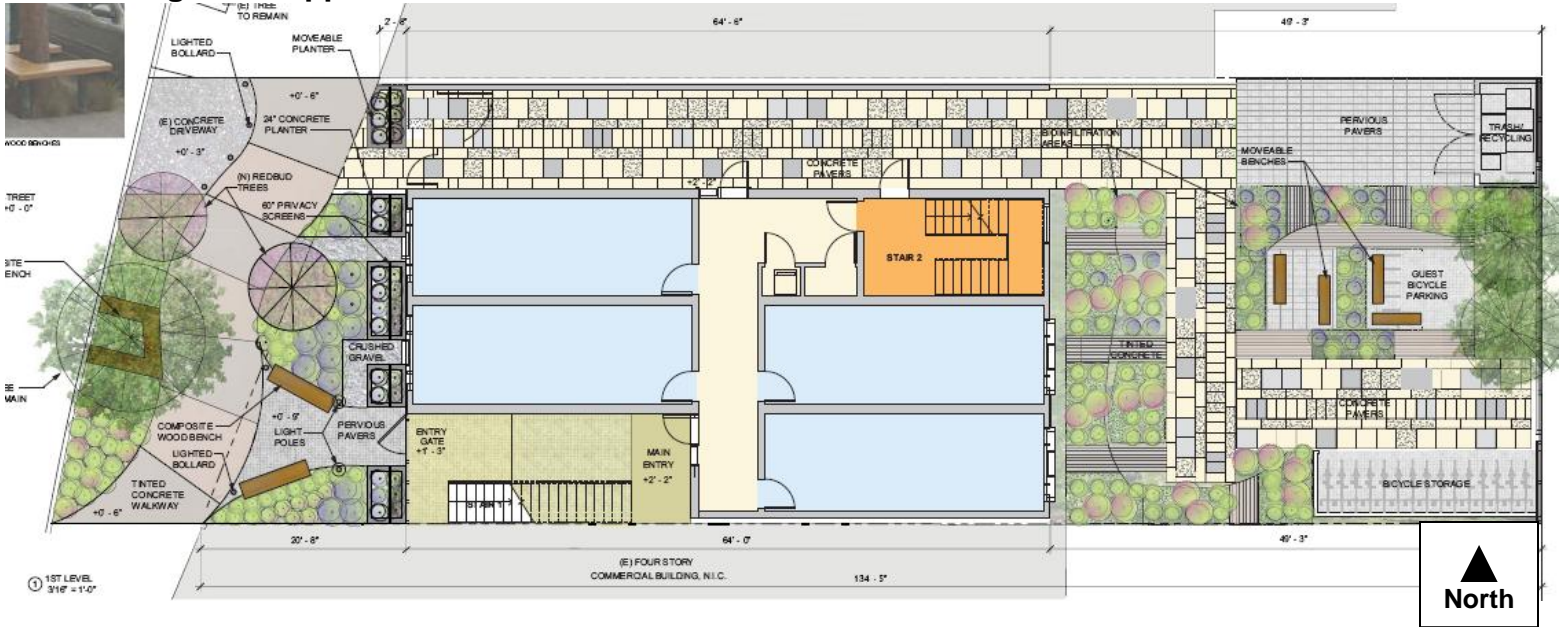 (E) TREE
TO REMAIN
LIGHTED
BOLLARD
MOVEABLE
PLANTER
2' - 6"
64' - 6"
49' - 3"
+0' - 6"
(E) CONCRETE
DRIVEWAY
+0' - 3"
24" CONCRETE
PLANTER
WOOD BENCHES
(N) REDBUD
TREES
60" PRIVACY
SCREENS
CONCRETE
PAVERS
+2' - 2"
BIOINFILTRATION
AREAS
MOVEABLE
BENCHES
PERVIOUS
PAVERS
TRASH/
RECYCLING
STREET
+0' - 0"
STAIR 2
GUEST
BICYCLE
PARKING
CRUSHED
GRAVEL
TINTED
CONCRETE
CONCRETE
PAVERS
COMPOSITE
WOOD BENCH
+0' - 9"
LIGHT
POLES
PERVIOUS
PAVERS
ENTRY
GATE
+1' - 3"
MAIN
ENTRY
+2' - 2"
LIGHTED
BOLLARD
TINTED
CONCRETE
WALKWAY
+0' - 6"
STAIR 1
BICYCLE STORAGE
20' - 8"
64' - 0"
49' - 3"
(E) FOUR STORY
COMMERCIAL BUILDING, N.I.C.
134 - 5"
1 1ST LEVEL
3/16" = 1'-0"
North